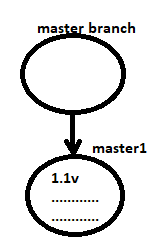 master branch
master1
1.1v
.............
.............